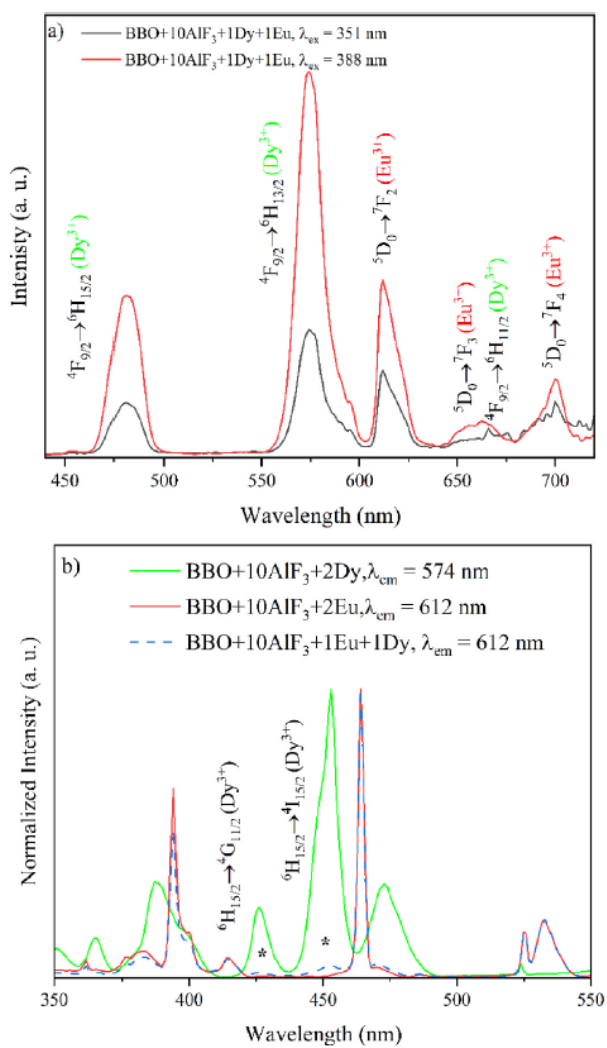 a)
BBO+10AlF₃+1Dy+1Eu, λₑₓ = 351 nm
BBO+10AlF₃+1Dy+1Eu, λₑₓ = 388 nm
⁴F₉/₂→⁶H₁₅/₂ (Dy³⁺)
⁴F₉/₂→⁶H₁₃/₂ (Dy³⁺)
⁵D₀→⁷F₂ (Eu³⁺)
⁵D₀→⁷F₃ (Eu³⁺)
⁴F₉/₂→⁶H₁₁/₂ (Dy³⁺)
⁵D₀→⁷F₄ (Eu³⁺)
Intenisty (a. u.)
450 500 550 600 650 700
Wavelength (nm)
b)
BBO+10AlF₃+2Dy,λₑₘ = 574 nm
BBO+10AlF₃+2Eu,λₑₘ = 612 nm
BBO+10AlF₃+1Eu+1Dy, λₑₘ = 612 nm
⁶H₁₅/₂→⁴G₁₁/₂ (Dy³⁺)
⁶H₁₅/₂→⁴I₁₅/₂ (Dy³⁺)
* *
Normalized Intensity (a. u.)
350 400 450 500 550
Wavelength (nm)